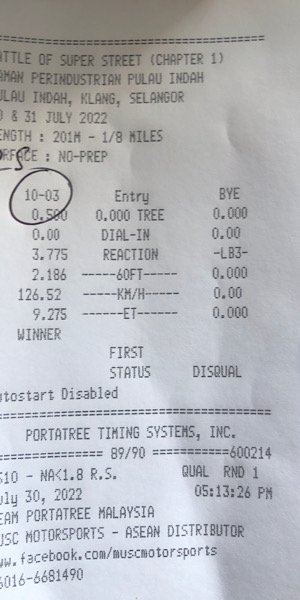 ===================================
ATTLE OF SUPER STREET (CHAPTER 1)
AMAN PERINDUSTRIAN PULAU INDAH
ULAU INDAH, KLANG, SELANGOR
& 31 JULY 2022
ENGTH : 201M - 1/8 MILES
RFACE : NO-PREP
10-03 Entry BYE
0.500 0.000 TREE 0.000
0.00 DIAL-IN 0.00
3.775 REACTION -LB3-
2.186 -----60FT----- 0.000
126.52 -----KM/H----- 0.00
9.275 ------ET------ 0.000
WINNER
FIRST
STATUS DISQUAL
utostart Disabled
===================================
PORTATREE TIMING SYSTEMS, INC.
============== 89/90 ===========600214
S10 - NA<1.8 R.S. QUAL RND 1
uly 30, 2022 05:13:26 PM
EAM PORTATREE MALAYSIA
USC MOTORSPORTS - ASEAN DISTRIBUTOR
ww.facebook.com/muscmotorsports
6016-6681490